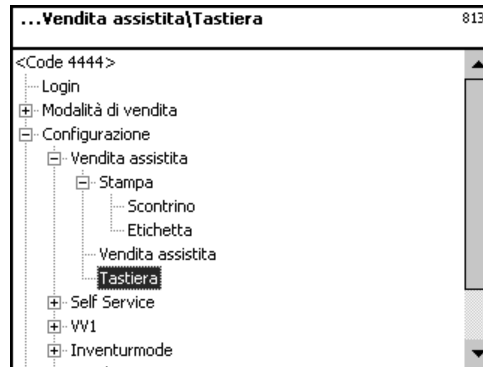 ...Vendita assistita\Tastiera 813
<Code 4444>
Login
Modalità di vendita
Configurazione
Vendita assistita
Stampa
Scontrino
Etichetta
Vendita assistita
Tastiera
Self Service
VV1
Inventurmode